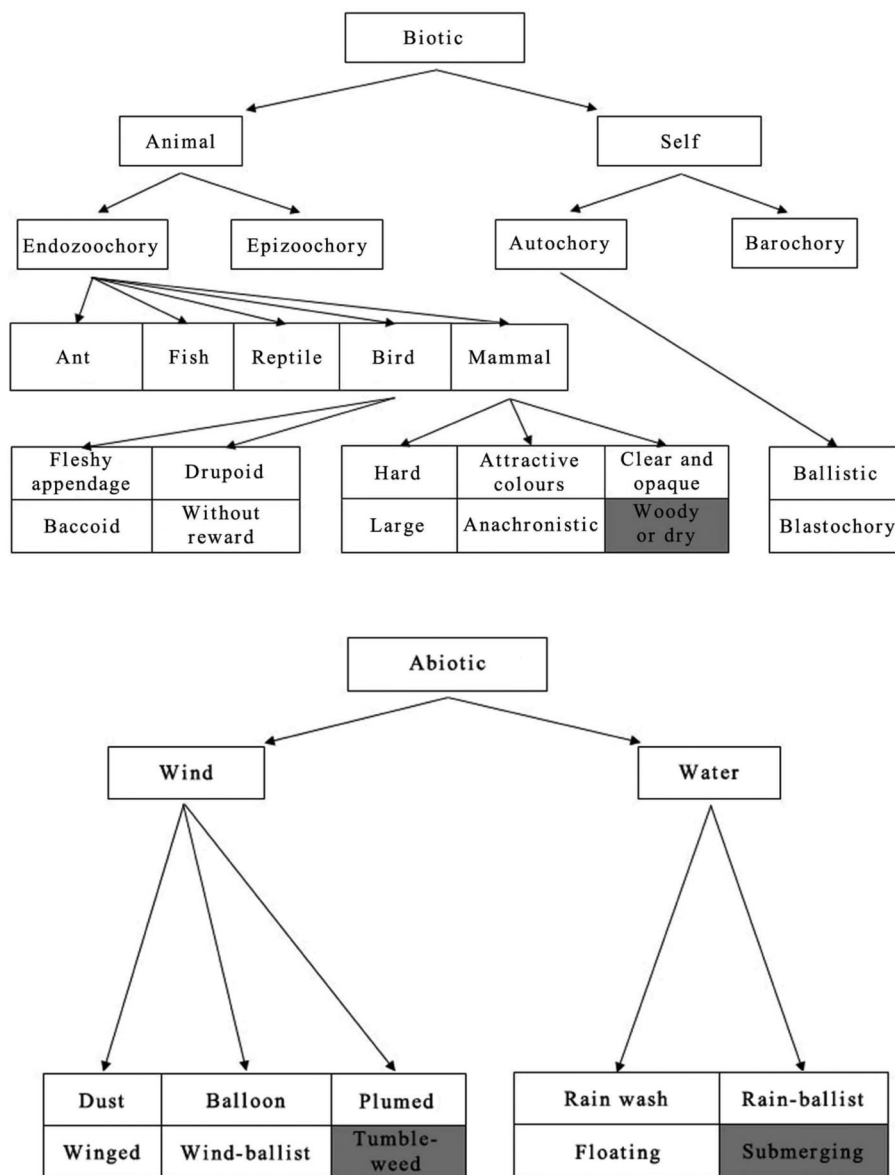 Biotic
Animal
Self
Endozoochory
Epizoochory
Autochory
Barochory
Ant
Fish
Reptile
Bird
Mammal
Fleshy
appendage
Drupoid
Hard
Attractive
colours
Clear and
opaque
Ballistic
Baccoid
Without
reward
Large
Anachronistic
Woody
or dry
Blastochory
Abiotic
Wind
Water
Dust
Balloon
Plumed
Rain wash
Rain-ballist
Winged
Wind-ballist
Tumble-
weed
Floating
Submerging